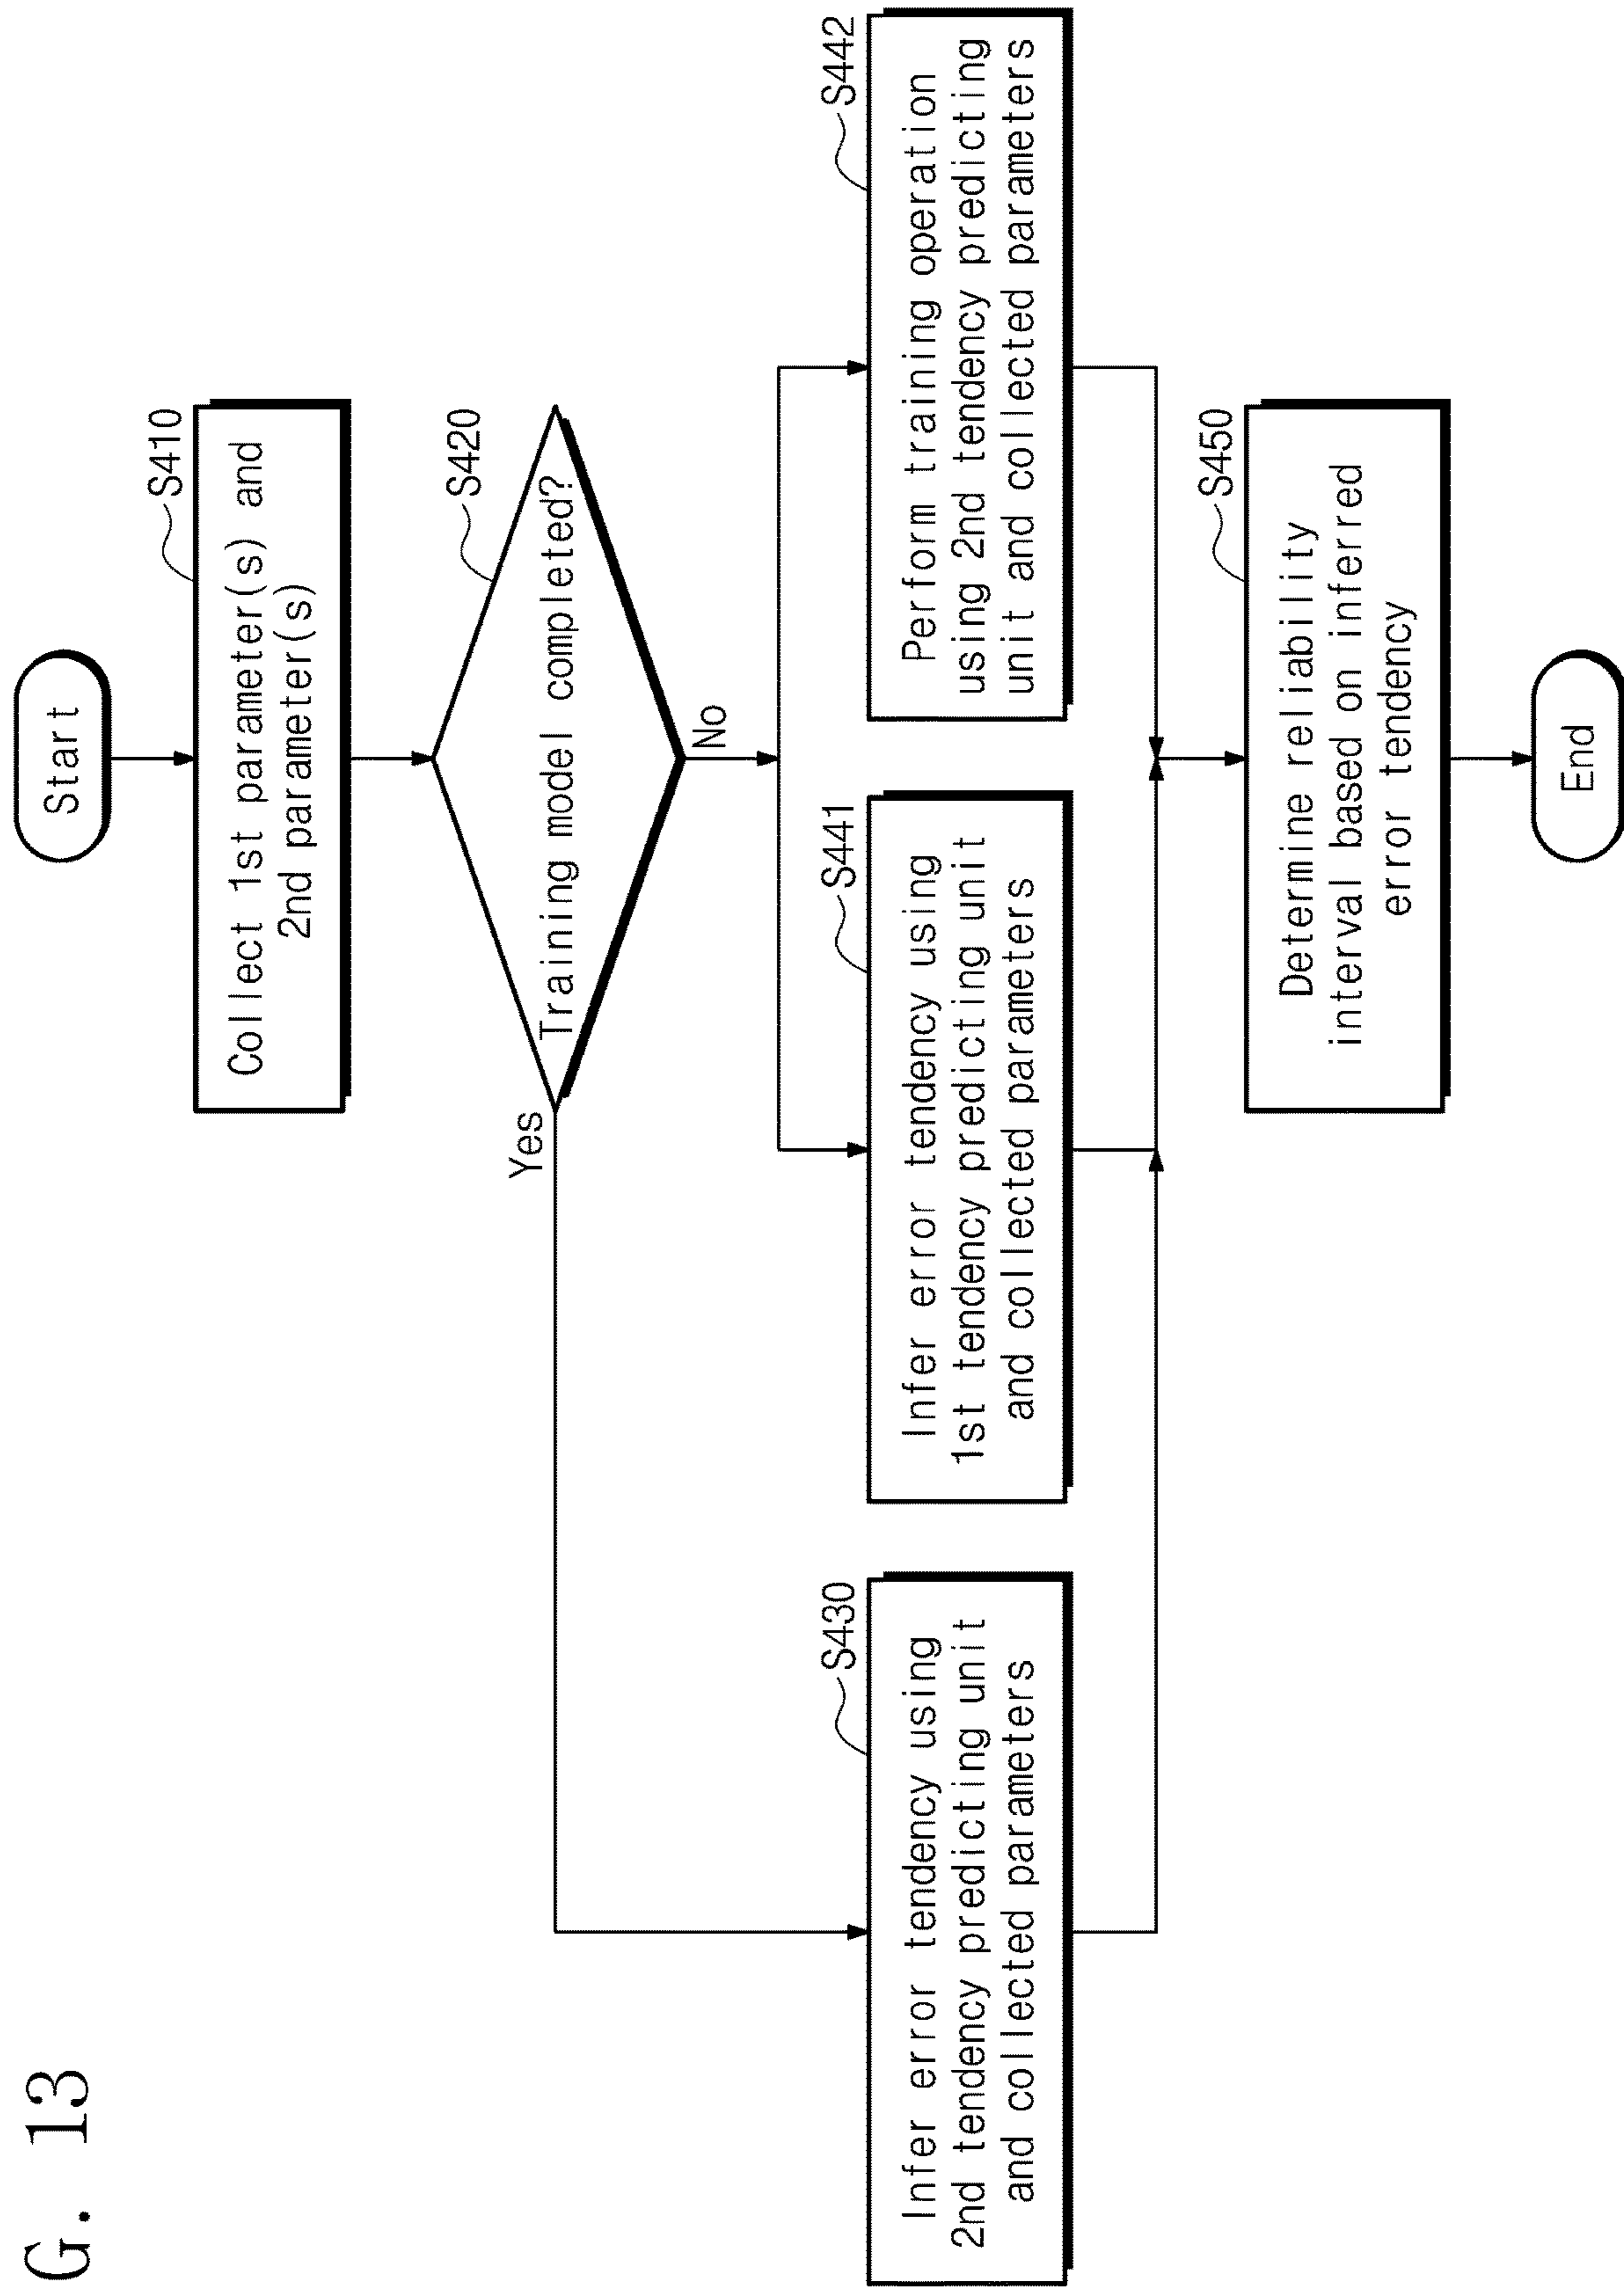 G. 13
Start
S410
Collect 1st parameter(s) and
2nd parameter(s)
S420
Training model completed?
Yes
No
S430
Infer error tendency using
2nd tendency predicting unit
and collected parameters
S441
Infer error tendency using
1st tendency predicting unit
and collected parameters
S442
Perform training operation
using 2nd tendency predicting
unit and collected parameters
S450
Determine reliability
interval based on inferred
error tendency
End